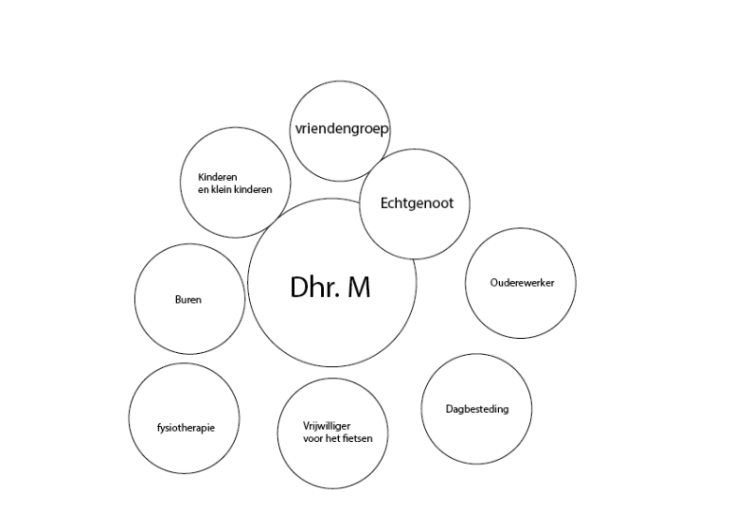 vriendengroep
Kinderen
en klein kinderen
Echtgenoot
Dhr. M
Ouderewerker
Buren
Dagbesteding
fysiotherapie
Vrijwilliger
voor het fietsen